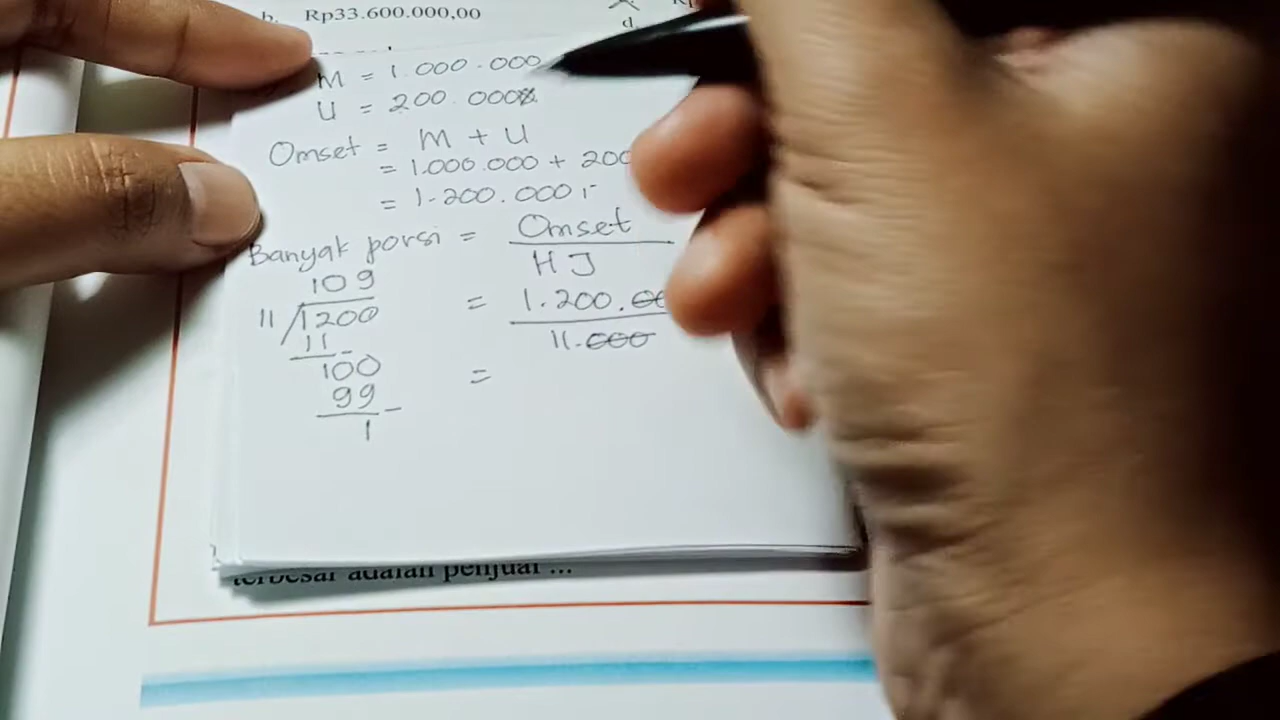 b. Rp33.600.000,00
d
M = 1.000.000
U = 200.000
Omset = M + U
= 1.000.000 + 200
= 1.200.000
Banyak porsi = Omset
HJ
= 1.200.00
11.000
=
109
11 1200
11 -
100
99 -
1
terbesar adalah penjual ...